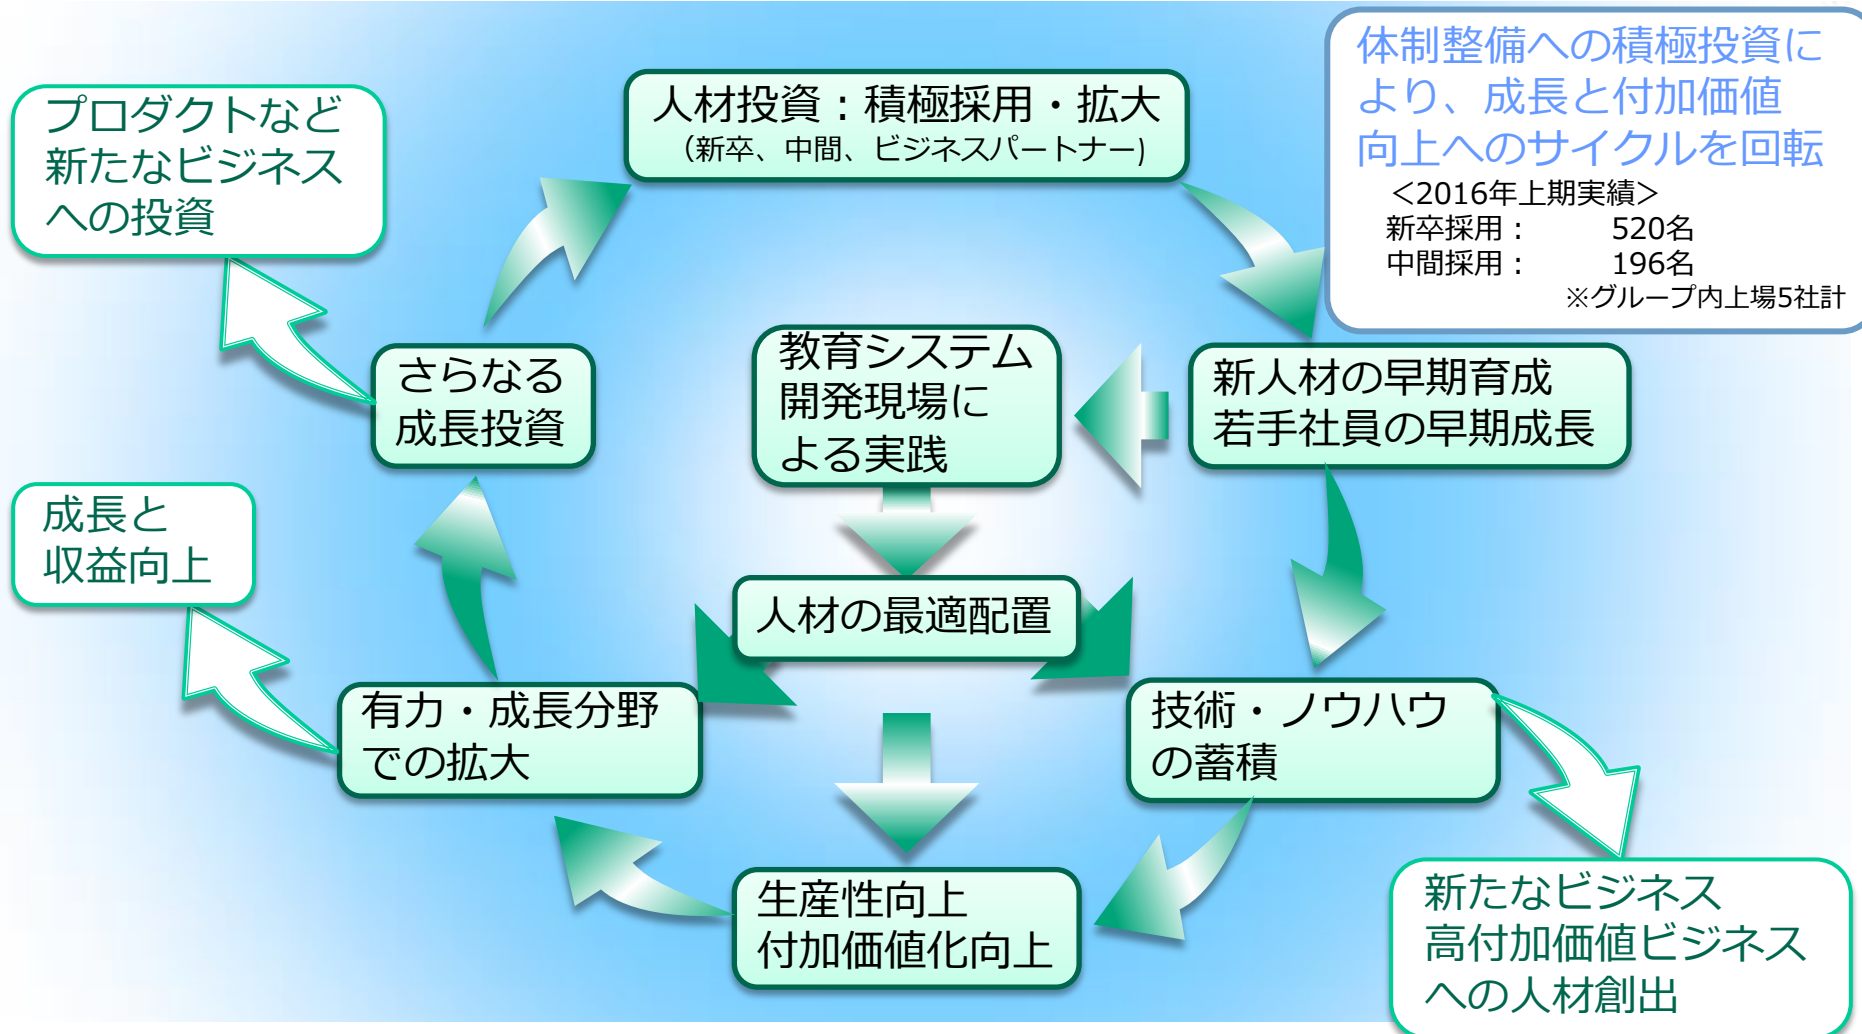 体制整備への積極投資に
より、成長と付加価値
向上へのサイクルを回転
<2016年上期実績>
新卒採用: 520名
中間採用: 196名
※グループ内上場5社計
人材投資:積極採用・拡大
(新卒、中間、ビジネスパートナー)
プロダクトなど
新たなビジネス
への投資
さらなる
成長投資
教育システム
開発現場に
よる実践
新人材の早期育成
若手社員の早期成長
成長と
収益向上
人材の最適配置
有力・成長分野
での拡大
技術・ノウハウ
の蓄積
生産性向上
付加価値化向上
新たなビジネス
高付加価値ビジネス
への人材創出